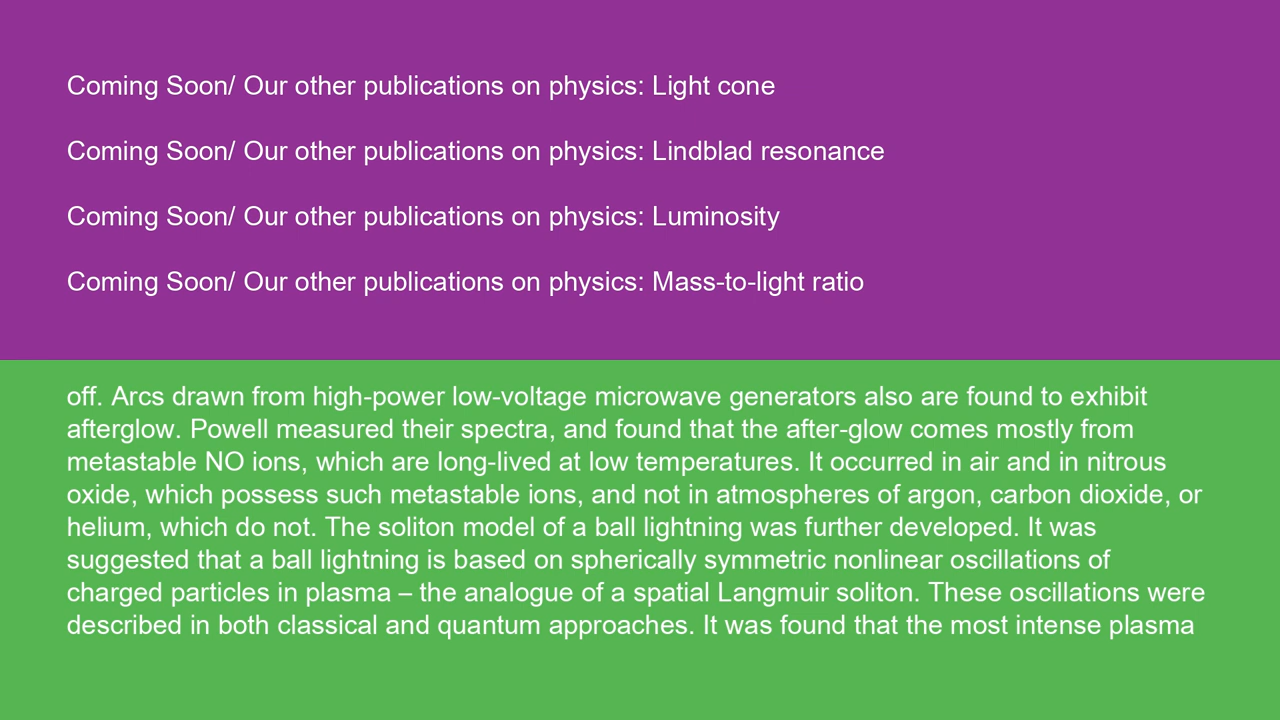 Coming Soon/ Our other publications on physics: Light cone
Coming Soon/ Our other publications on physics: Lindblad resonance
Coming Soon/ Our other publications on physics: Luminosity
Coming Soon/ Our other publications on physics: Mass-to-light ratio
off. Arcs drawn from high-power low-voltage microwave generators also are found to exhibit
afterglow. Powell measured their spectra, and found that the after-glow comes mostly from
metastable NO ions, which are long-lived at low temperatures. It occurred in air and in nitrous
oxide, which possess such metastable ions, and not in atmospheres of argon, carbon dioxide, or
helium, which do not. The soliton model of a ball lightning was further developed. It was
suggested that a ball lightning is based on spherically symmetric nonlinear oscillations of
charged particles in plasma – the analogue of a spatial Langmuir soliton. These oscillations were
described in both classical and quantum approaches. It was found that the most intense plasma